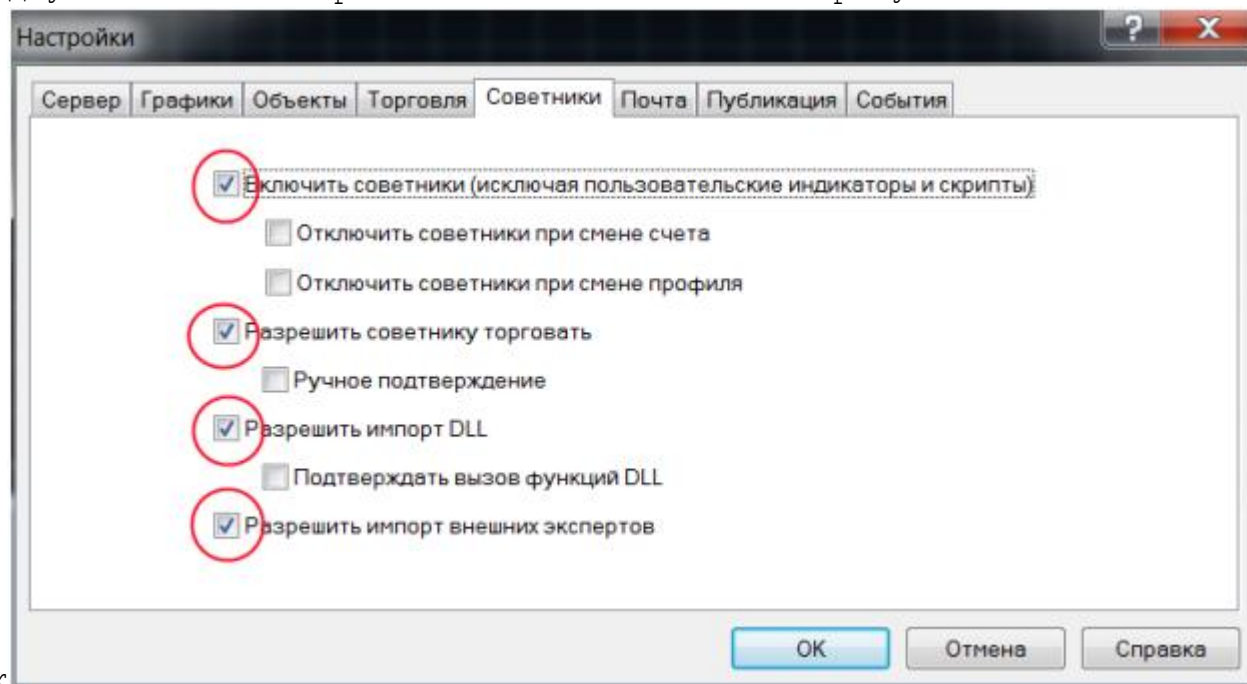 Настройки
Сервер Графики Объекты Торговля Советники Почта Публикация События
Включить советники (исключая пользовательские индикаторы и скрипты)
Отключить советники при смене счета
Отключить советники при смене профиля
Разрешить советнику торговать
Ручное подтверждение
Разрешить импорт DLL
Подтверждать вызов функций DLL
Разрешить импорт внешних экспертов
OK Отмена Справка